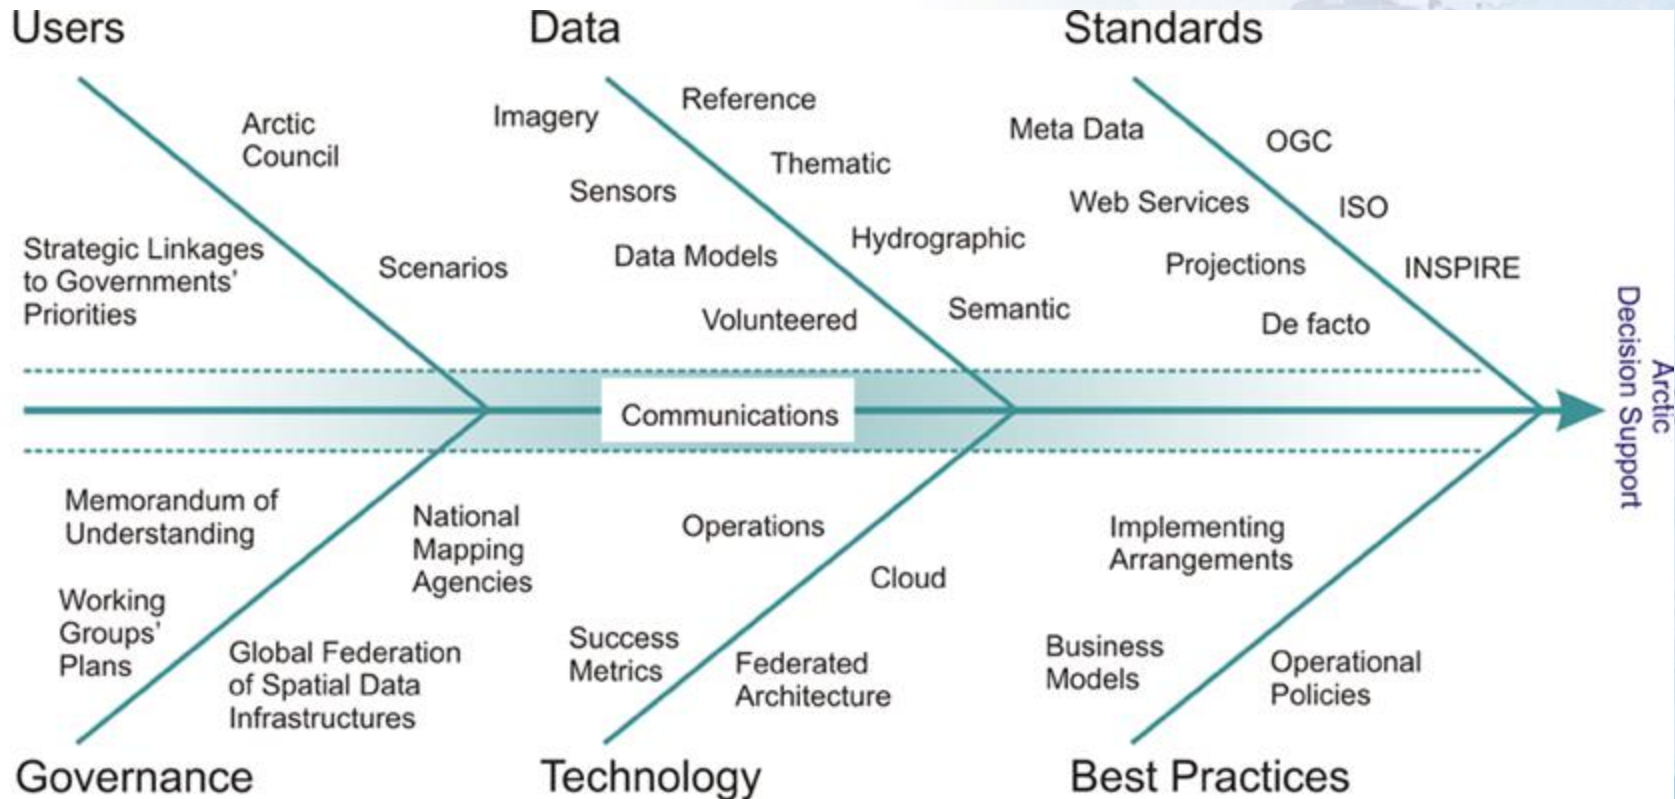 Users
Data
Standards
Arctic
Council
Strategic Linkages
to Governments'
Priorities
Scenarios
Imagery
Sensors
Data Models
Volunteered
Reference
Thematic
Hydrographic
Semantic
Meta Data
Web Services
Projections
De facto
OGC
ISO
INSPIRE
Communications
Arctic
Decision Support
Memorandum of
Understanding
Working
Groups'
Plans
National
Mapping
Agencies
Global Federation
of Spatial Data
Infrastructures
Operations
Success
Metrics
Cloud
Federated
Architecture
Implementing
Arrangements
Business
Models
Operational
Policies
Governance
Technology
Best Practices